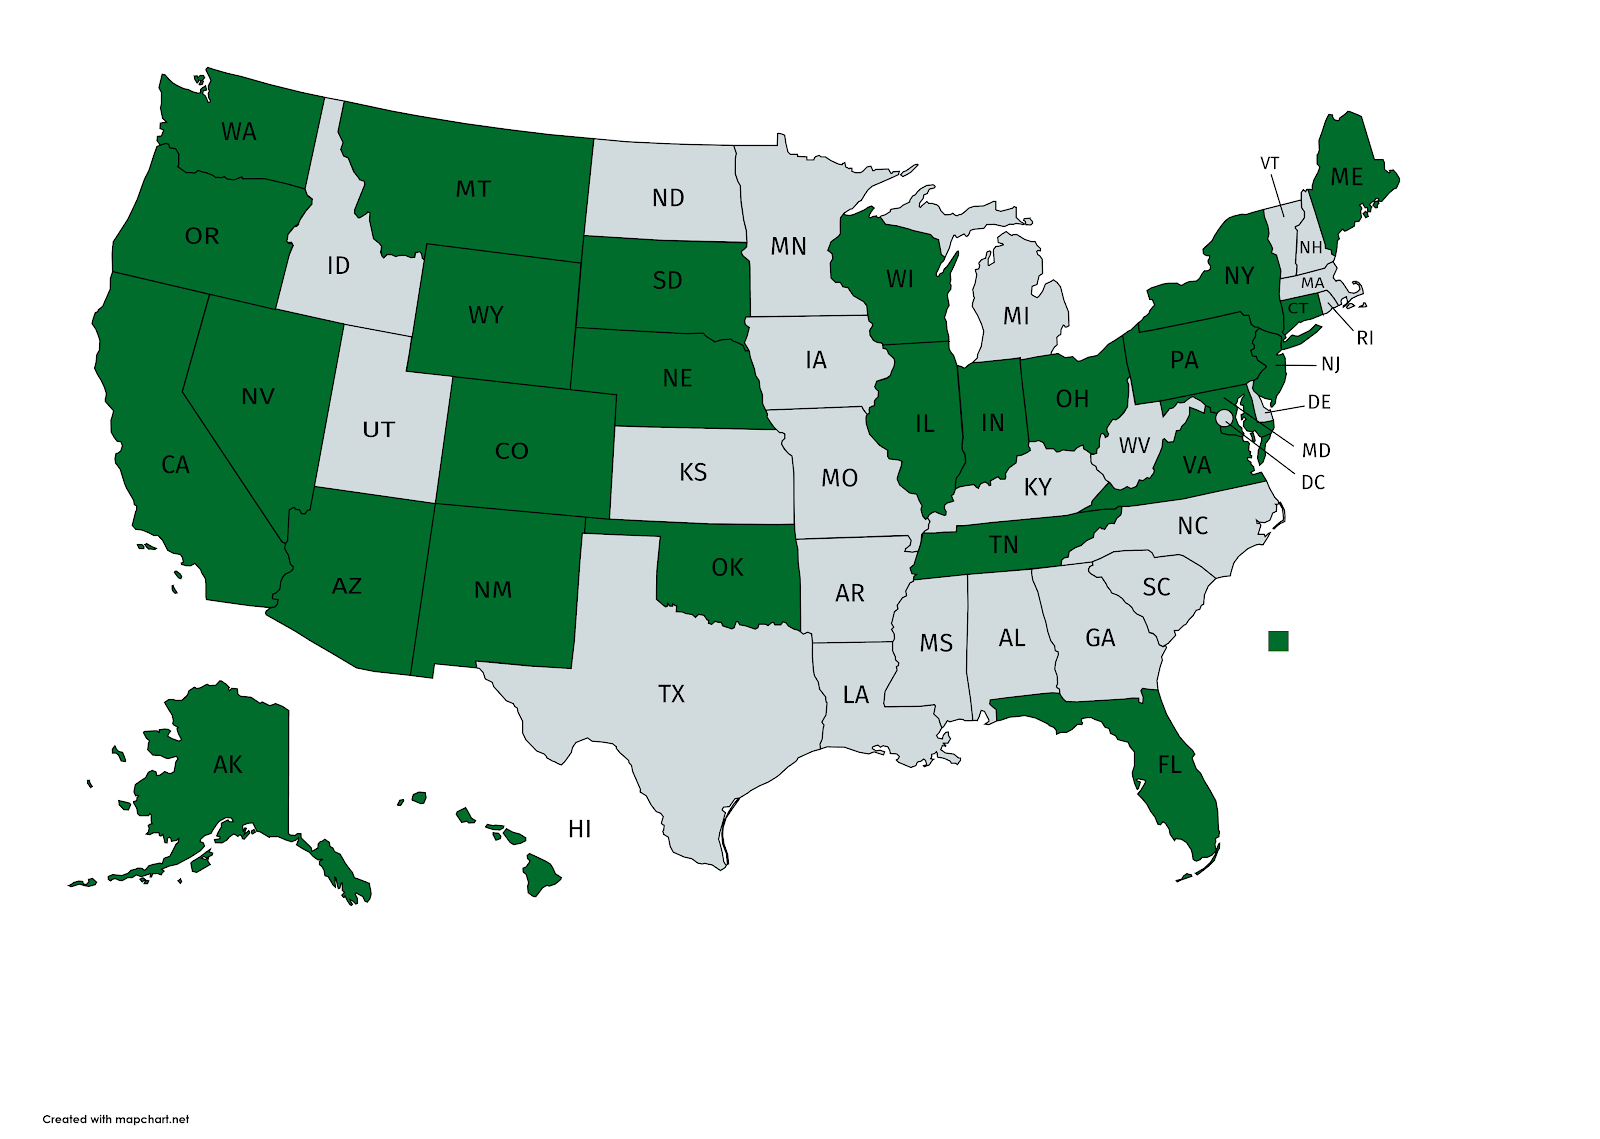 WA
MT
ND
MN
VT
ME
OR
ID
SD
WI
NY
NH
MA
CT
RI
WY
MI
IA
NE
PA
NJ
NV
UT
CO
IL
IN
OH
DE
CA
KS
MO
WV
VA
MD
DC
KY
NC
TN
AZ
NM
OK
AR
SC
MS
AL
GA
TX
LA
AK
FL
HI
Created with mapchart.net